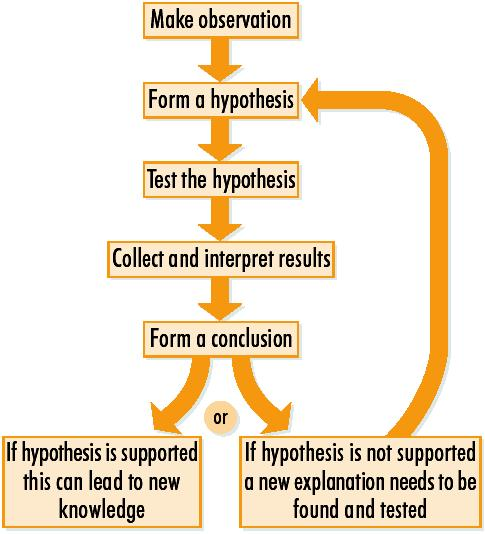 Make observation
Form a hypothesis
Test the hypothesis
Collect and interpret results
Form a conclusion
or
If hypothesis is supported
this can lead to new
knowledge
If hypothesis is not supported
a new explanation needs to be
found and tested